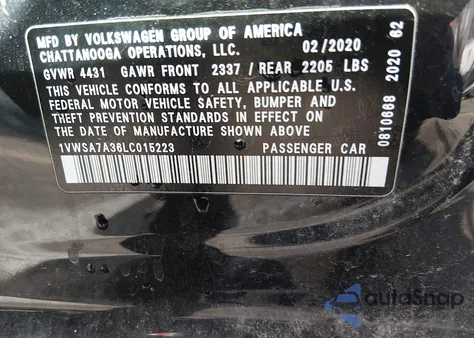 MFD BY VOLKSWAGEN GROUP OF AMERICA
CHATTANOOGA OPERATIONS, LLC. 02/2020
GVWR 4431 GAWR FRONT 2337 / REAR 2205 LBS
THIS VEHICLE CONFORMS TO ALL APPLICABLE U.S.
FEDERAL MOTOR VEHICLE SAFETY, BUMPER AND
THEFT PREVENTION STANDARDS IN EFFECT ON
THE DATE OF MANUFACTURE SHOWN ABOVE
1VWSA7A36LC015223 PASSENGER CAR
0810668 2020 62
autoSnap